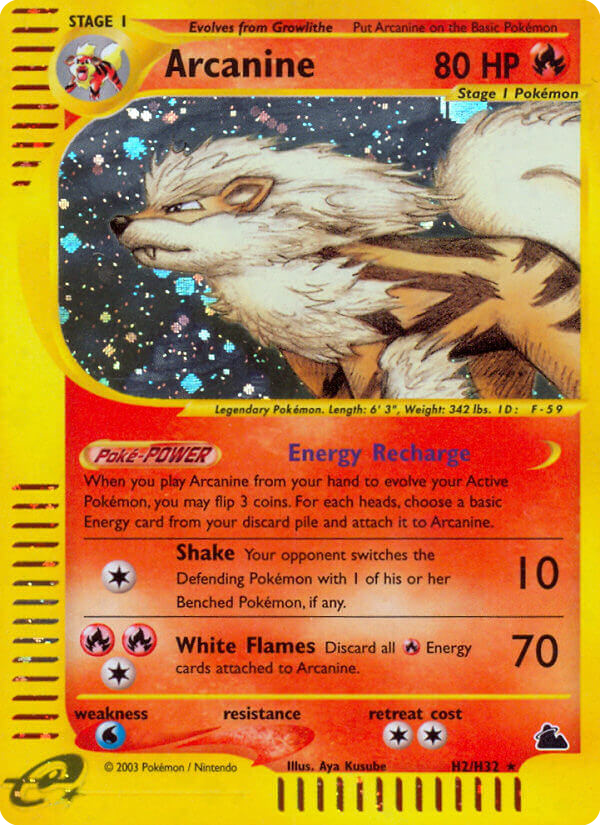 STAGE 1
Evolves from Growlithe Put Arcanine on the Basic Pokémon
Arcanine 80 HP
Stage 1 Pokémon
Legendary Pokémon. Length: 6' 3", Weight: 342 lbs. ID: F-59
Poké-POWER Energy Recharge
When you play Arcanine from your hand to evolve your Active
Pokémon, you may flip 3 coins. For each heads, choose a basic
Energy card from your discard pile and attach it to Arcanine.
Shake Your opponent switches the
Defending Pokémon with 1 of his or her
Benched Pokémon, if any.
10
White Flames Discard all Energy
cards attached to Arcanine.
70
weakness resistance retreat cost
© 2003 Pokémon / Nintendo Illus. Aya Kusube H2/H32 ★